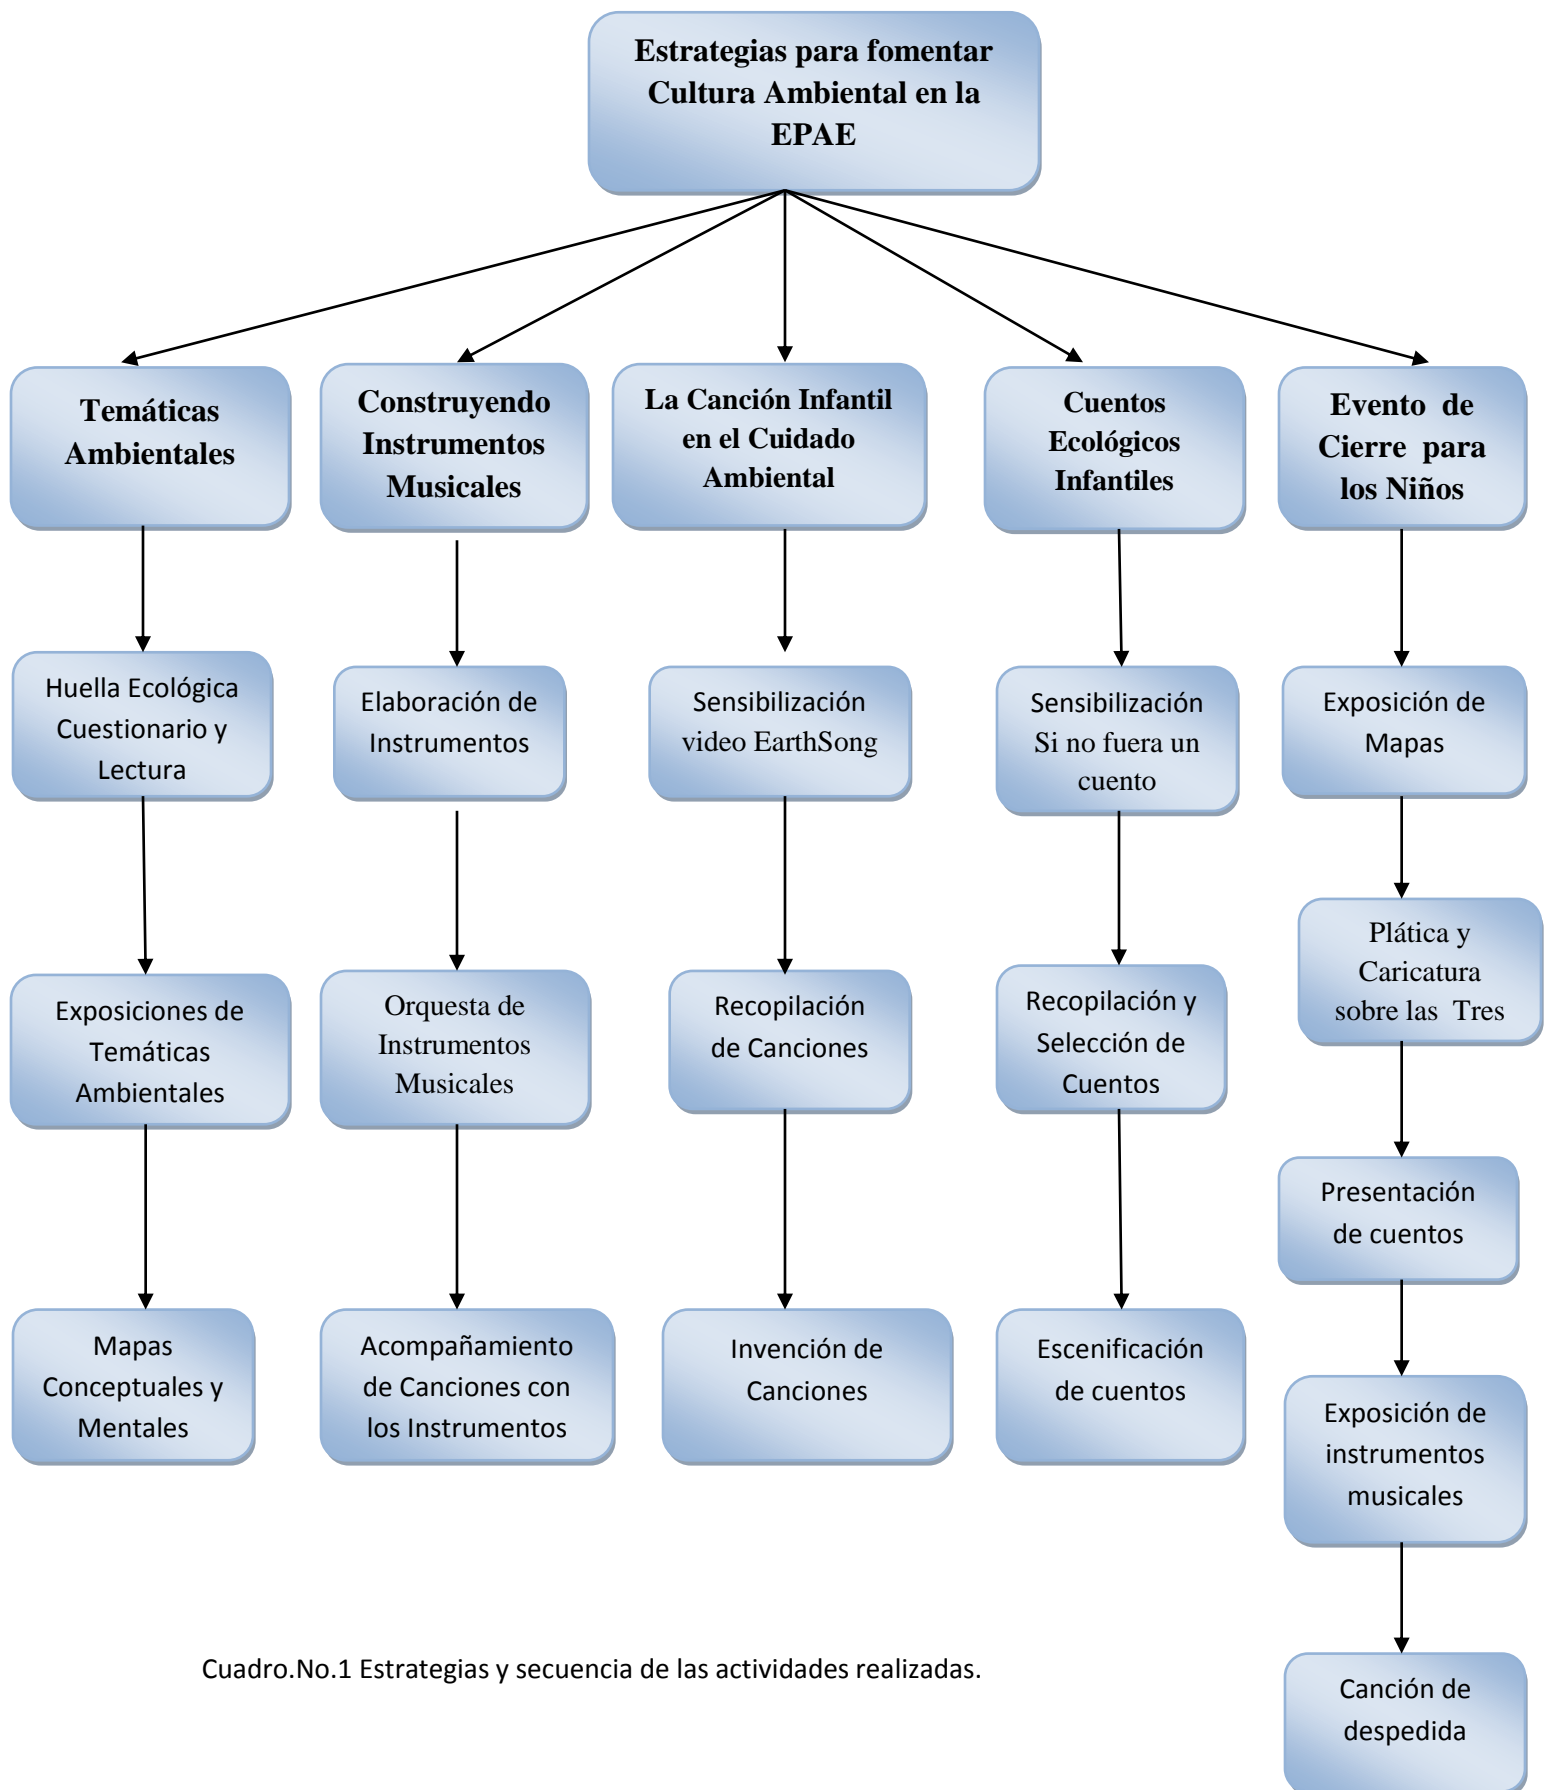 Estrategias para fomentar
Cultura Ambiental en la
EPAE
Temáticas
Ambientales
Construyendo
Instrumentos
Musicales
La Canción Infantil
en el Cuidado
Ambiental
Cuentos
Ecológicos
Infantiles
Evento de
Cierre para
los Niños
Huella Ecológica
Cuestionario y
Lectura
Elaboración de
Instrumentos
Sensibilización
video EarthSong
Sensibilización
Si no fuera un
cuento
Exposición de
Mapas
Plática y
Caricatura
sobre las Tres
Exposiciones de
Temáticas
Ambientales
Orquesta de
Instrumentos
Musicales
Recopilación
de Canciones
Recopilación y
Selección de
Cuentos
Presentación
de cuentos
Mapas
Conceptuales y
Mentales
Acompañamiento
de Canciones con
los Instrumentos
Invención de
Canciones
Escenificación
de cuentos
Exposición de
instrumentos
musicales
Canción de
despedida
Cuadro.No.1 Estrategias y secuencia de las actividades realizadas.